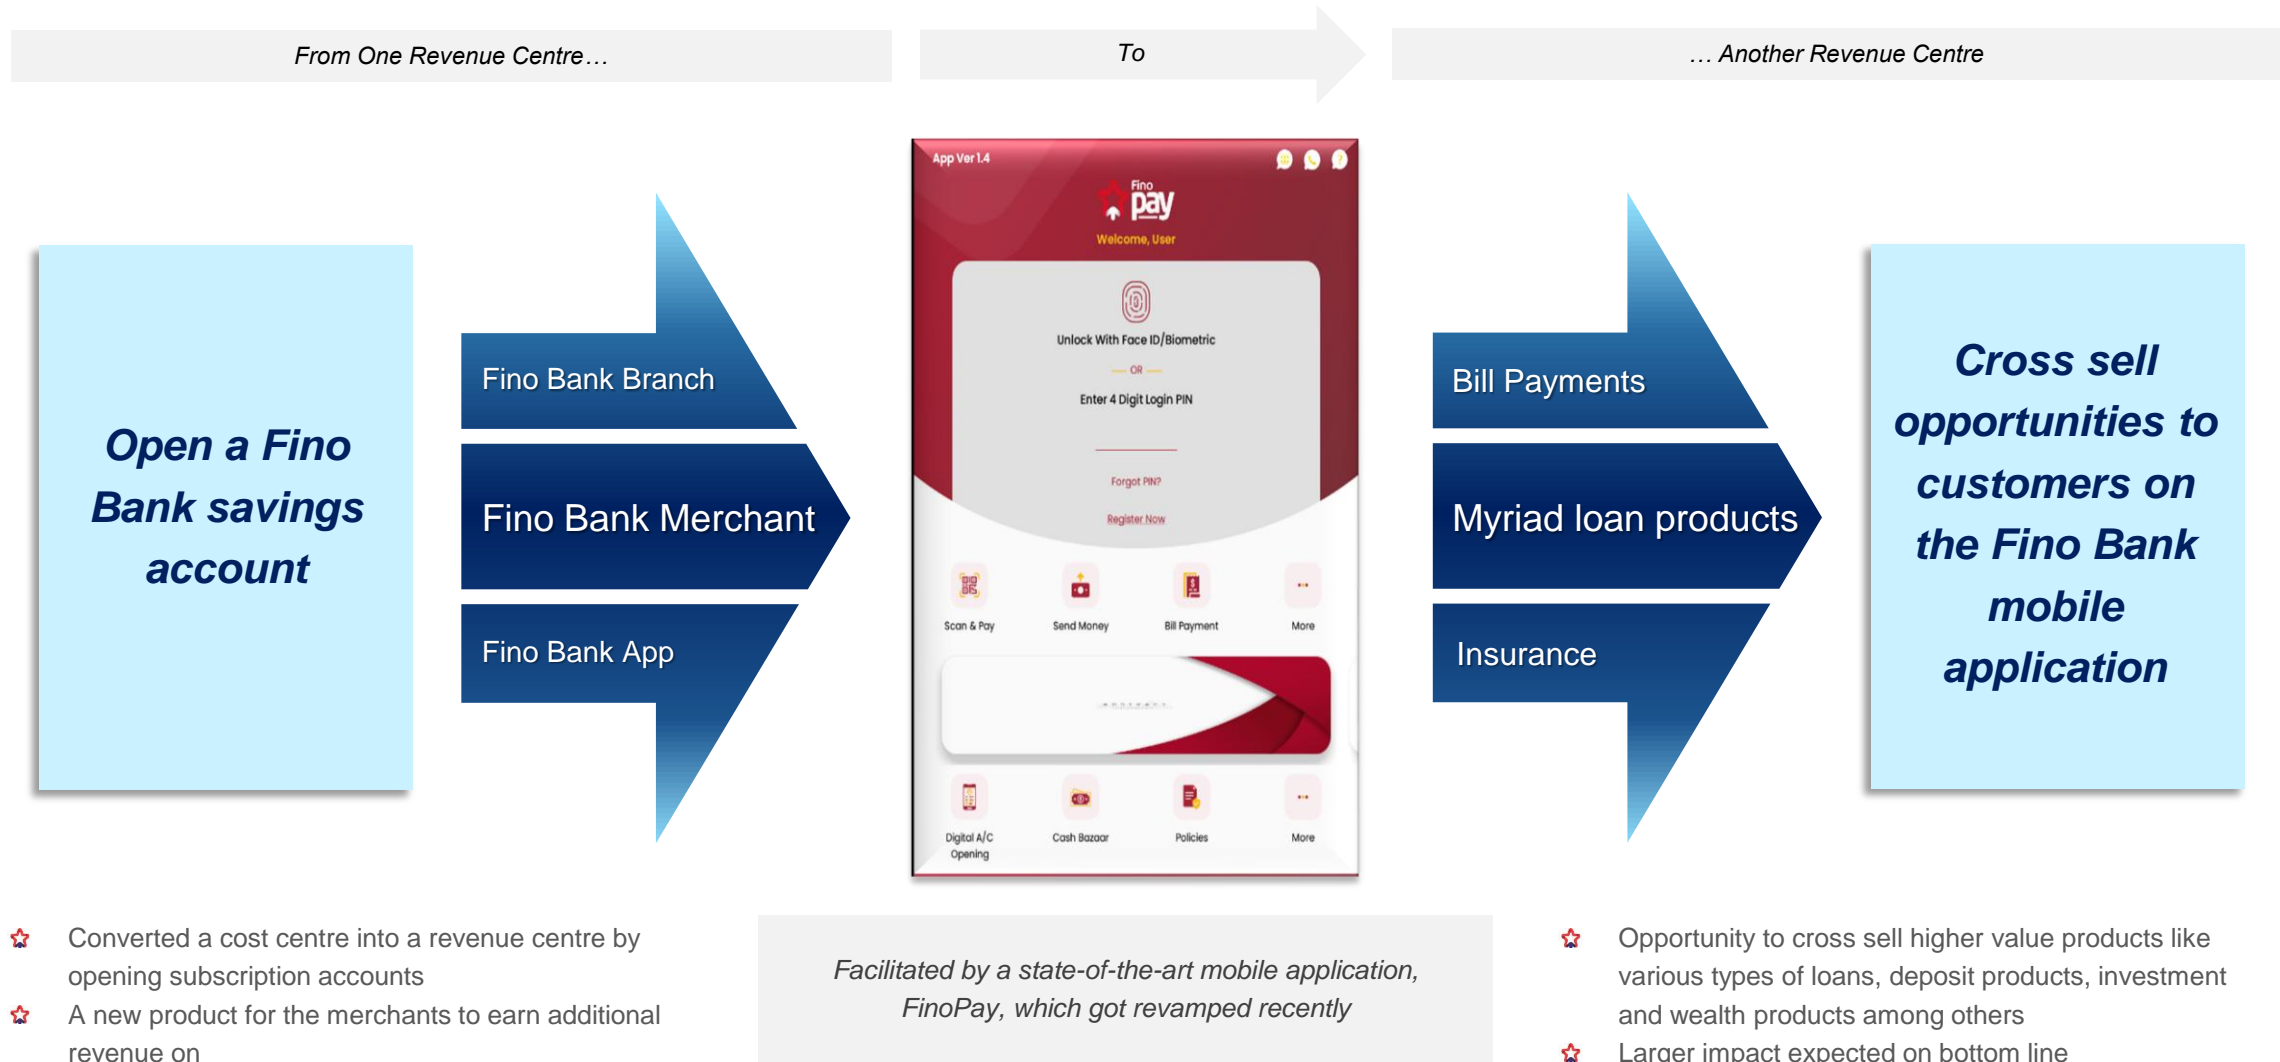 From One Revenue Centre…
To
… Another Revenue Centre
Open a Fino
Bank savings
account
Fino Bank Branch
Fino Bank Merchant
Fino Bank App
App Ver 1.4
Fino
pay
Welcome, User
Unlock With Face ID/Biometric
OR
Enter 4 Digit Login PIN
Forgot PIN?
Register Now
Scan & Pay
Send Money
Bill Payment
More
Digital A/C
Opening
Cash Bazaar
Policies
More
Bill Payments
Myriad loan products
Insurance
Cross sell
opportunities to
customers on
the Fino Bank
mobile
application
Converted a cost centre into a revenue centre by
opening subscription accounts
A new product for the merchants to earn additional
revenue on
Facilitated by a state-of-the-art mobile application,
FinoPay, which got revamped recently
Opportunity to cross sell higher value products like
various types of loans, deposit products, investment
and wealth products among others
Larger impact expected on bottom line